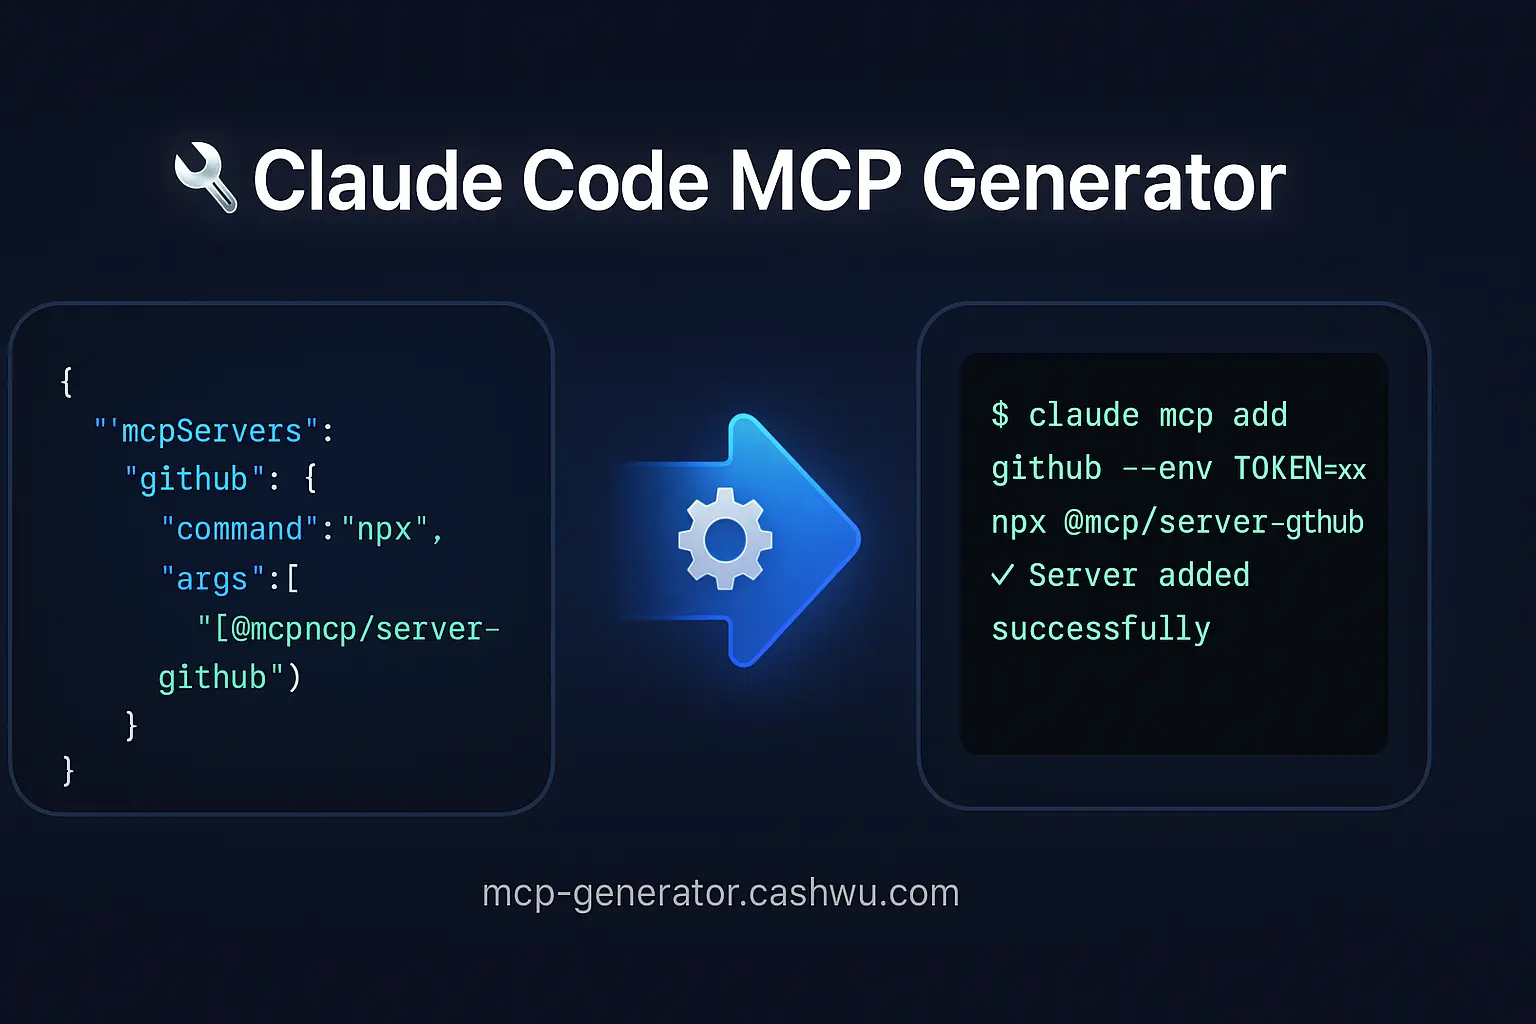 Claude Code MCP Generator
{
"'mcpServers":
"github": {
"command":"npx",
"args":[
"[@mcpncp/server-
github")
}
}
$ claude mcp add
github --env TOKEN=xx
npx @mcp/server-gthub
✓ Server added
successfully
mcp-generator.cashwu.com